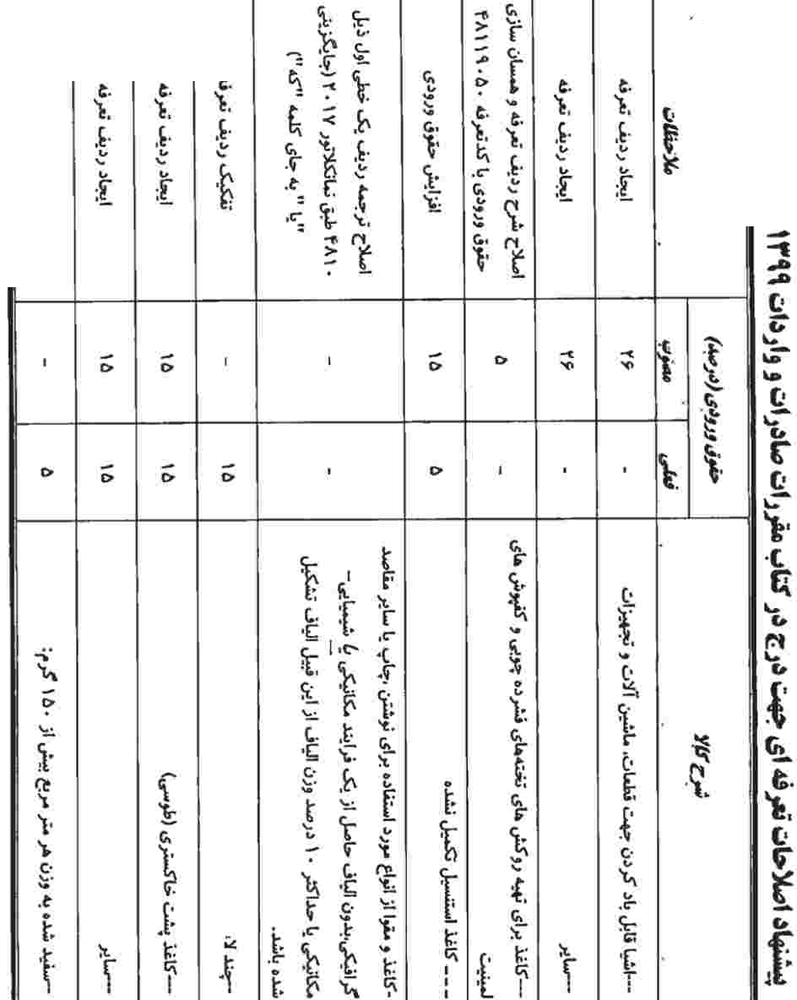 پیشنهاد اصلاحات تعرفه ای جهت درج در کتاب مقررات صادرات و واردات ۱۳۹۹
شرح کالا
حقوق ورودی (درصد)
ملاحظات
فعلی
مصوب
---اشیا قابل باد کردن جهت قطعات، ماشین آلات و تجهیزات
-
۲۶
ایجاد ردیف تعرفه
---سایر
-
۲۶
ایجاد ردیف تعرفه
---کاغذ برای تهیه روکش های تخته‌های فشرده چوبی و کفپوش های
لمینیت
-
۵
اصلاح شرح ردیف تعرفه و همسان سازی
حقوق ورودی با کدتعرفه ۴۸۱۱۹۰۵۰
--- کاغذ استنسیل تکمیل نشده
۵
۱۵
افزایش حقوق ورودی
-کاغذ و مقوا از انواع مورد استفاده برای نوشتن ،چاپ یا سایر مقاصد
گرافیکی،بدون الیاف حاصل از یک فرایند مکانیکی یا شیمیایی-
مکانیکی یا حداکثر ۱۰ درصد وزن الیاف از این قبیل الیاف تشکیل
شده باشد.
-
-
اصلاح ترجمه ردیف یک خطی اول ذیل
۴۸۱۰ طبق نمانکلاتور ۲۰۱۷ (جایگزینی
"یا" به جای کلمه "که")
--چند لا،
۱۵
-
تفکیک ردیف تعرفه
---کاغذ پشت خاکستری (طوسی)
۱۵
۱۵
ایجاد ردیف تعرفه
---سایر
۱۵
۱۵
ایجاد ردیف تعرفه
--سفید شده به وزن هر متر مربع بیش از ۱۵۰ گرم:
۵
-